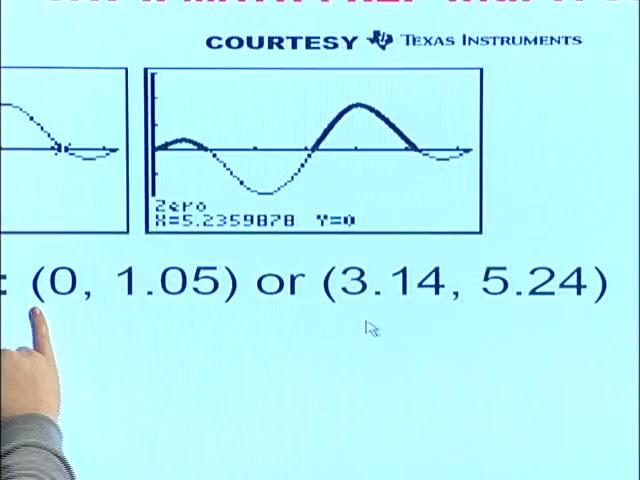 COURTESY TEXAS INSTRUMENTS
Zero
X=5.2359878 Y=0
: (0, 1.05) or (3.14, 5.24)